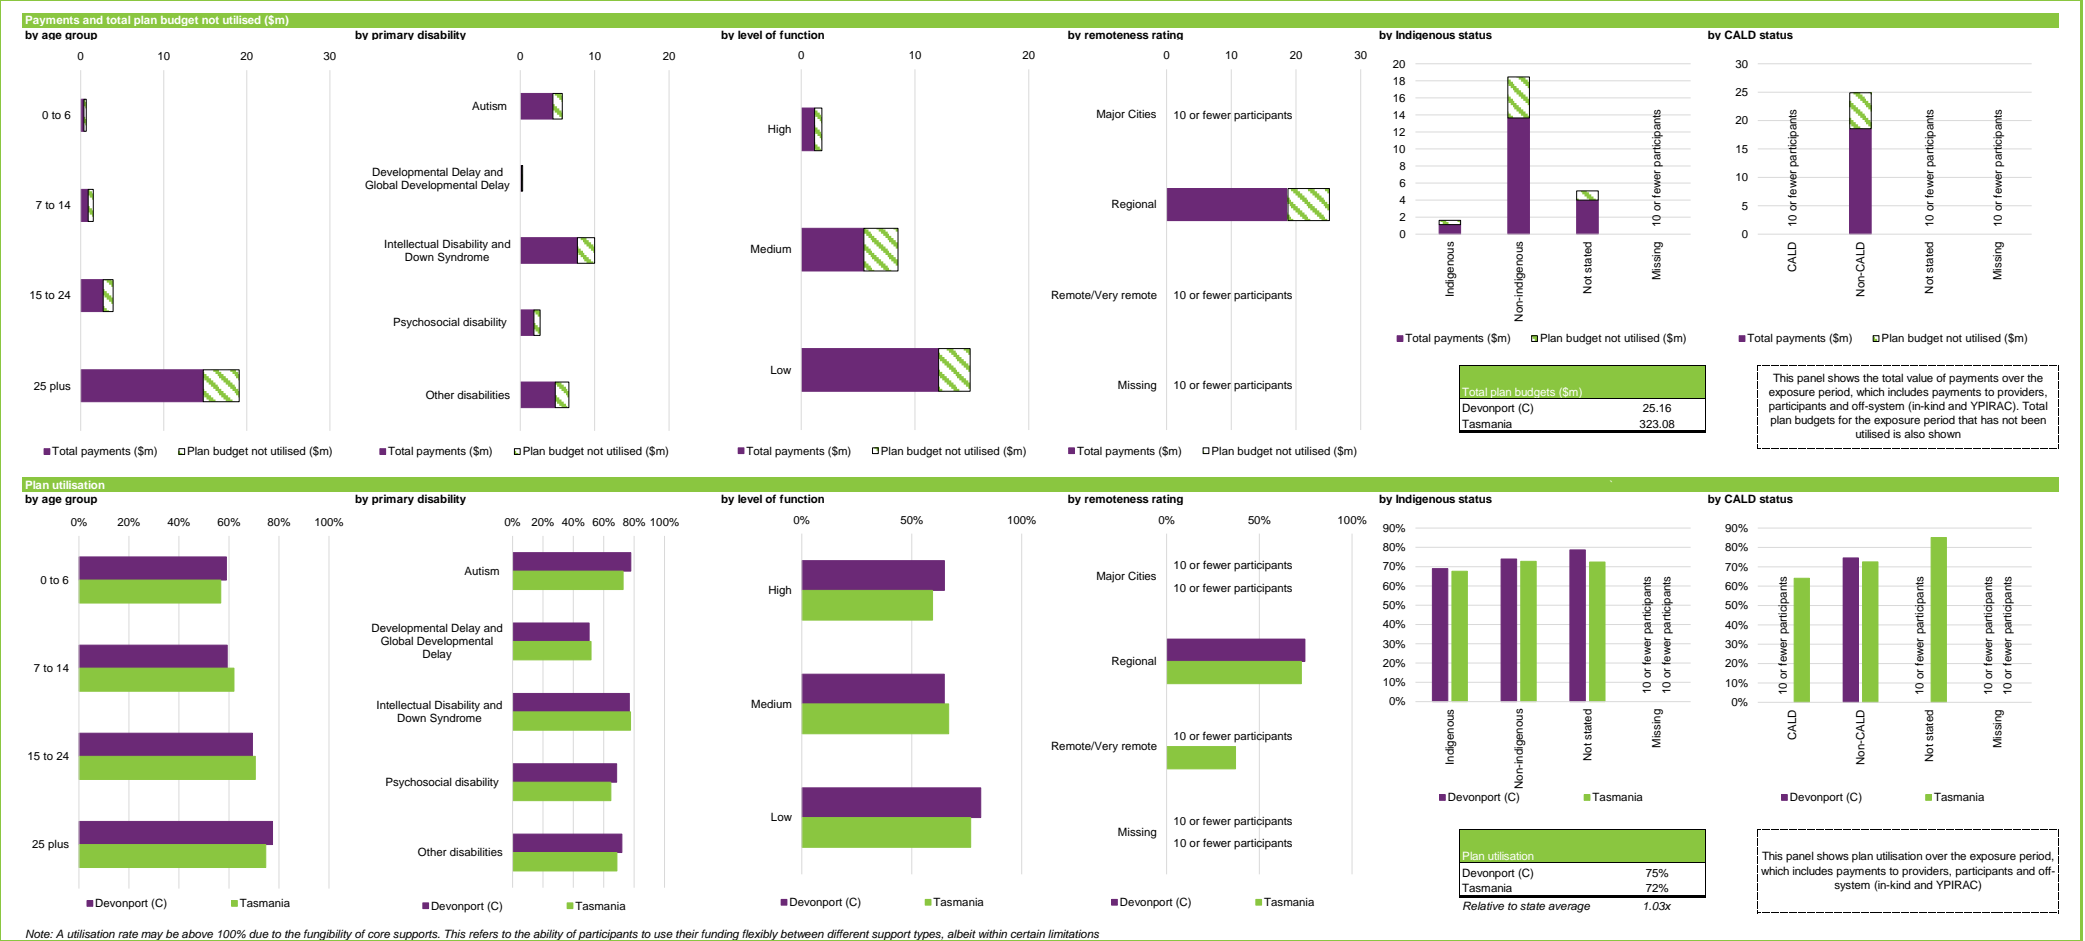 Payments and total plan budget not utilised ($m)
by age group
0 10 20 30
0 to 6
7 to 14
15 to 24
25 plus
Total payments ($m) Plan budget not utilised ($m)
by primary disability
0 10 20
Autism
Developmental Delay and
Global Developmental Delay
Intellectual Disability and
Down Syndrome
Psychosocial disability
Other disabilities
Total payments ($m) Plan budget not utilised ($m)
by level of function
0 10 20
High
Medium
Low
Total payments ($m) Plan budget not utilised ($m)
by remoteness rating
0 10 20 30
Major Cities 10 or fewer participants
Regional
Remote/Very remote 10 or fewer participants
Missing 10 or fewer participants
Total payments ($m) Plan budget not utilised ($m)
by Indigenous status
20
18
16
14
12
10
8
6
4
2
0
10 or fewer participants
Indigenous
Non-indigenous
Not stated
Missing
Total payments ($m) Plan budget not utilised ($m)
by CALD status
30
25
20
15
10
5
0
10 or fewer participants
10 or fewer participants
10 or fewer participants
CALD
Non-CALD
Not stated
Missing
Total payments ($m) Plan budget not utilised ($m)
Total plan budgets ($m)
Devonport (C) 25.16
Tasmania 323.08
This panel shows the total value of payments over the
exposure period, which includes payments to providers,
participants and off-system (in-kind and YPIRAC). Total
plan budgets for the exposure period that has not been
utilised is also shown
Plan utilisation
by age group
0% 20% 40% 60% 80% 100%
0 to 6
7 to 14
15 to 24
25 plus
Devonport (C) Tasmania
by primary disability
0% 20% 40% 60% 80% 100%
Autism
Developmental Delay and
Global Developmental
Delay
Intellectual Disability and
Down Syndrome
Psychosocial disability
Other disabilities
Devonport (C) Tasmania
by level of function
0% 50% 100%
High
Medium
Low
Devonport (C) Tasmania
by remoteness rating
0% 50% 100%
Major Cities
10 or fewer participants
10 or fewer participants
Regional
Remote/Very remote
10 or fewer participants
Missing
10 or fewer participants
10 or fewer participants
Devonport (C) Tasmania
by Indigenous status
90%
80%
70%
60%
50%
40%
30%
20%
10%
0%
10 or fewer participants
10 or fewer participants
Indigenous
Non-indigenous
Not stated
Missing
Devonport (C) Tasmania
by CALD status
90%
80%
70%
60%
50%
40%
30%
20%
10%
0%
10 or fewer participants
10 or fewer participants
10 or fewer participants
10 or fewer participants
CALD
Non-CALD
Not stated
Missing
Devonport (C) Tasmania
Plan utilisation
Devonport (C) 75%
Tasmania 72%
Relative to state average 1.03x
This panel shows plan utilisation over the exposure period,
which includes payments to providers, participants and off-
system (in-kind and YPIRAC)
Note: A utilisation rate may be above 100% due to the fungibility of core supports. This refers to the ability of participants to use their funding flexibly between different support types, albeit within certain limitations